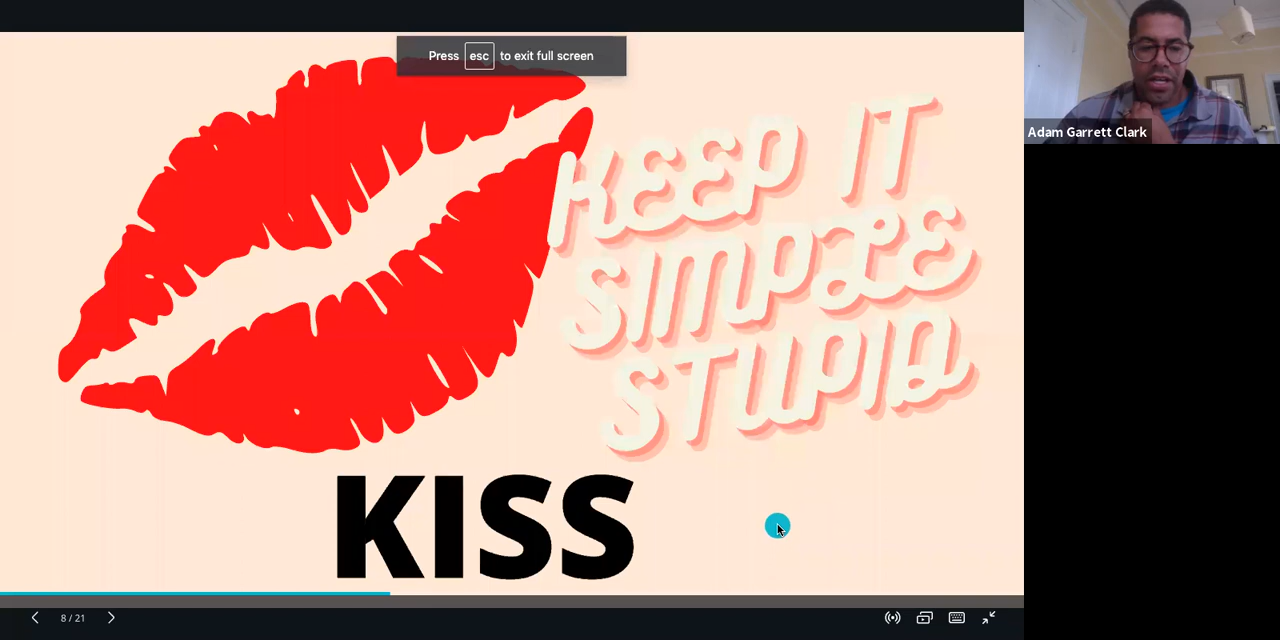 Press esc to exit full screen
KEEP IT
SIMPLE
STUPID
KISS
8 / 21
Adam Garrett Clark